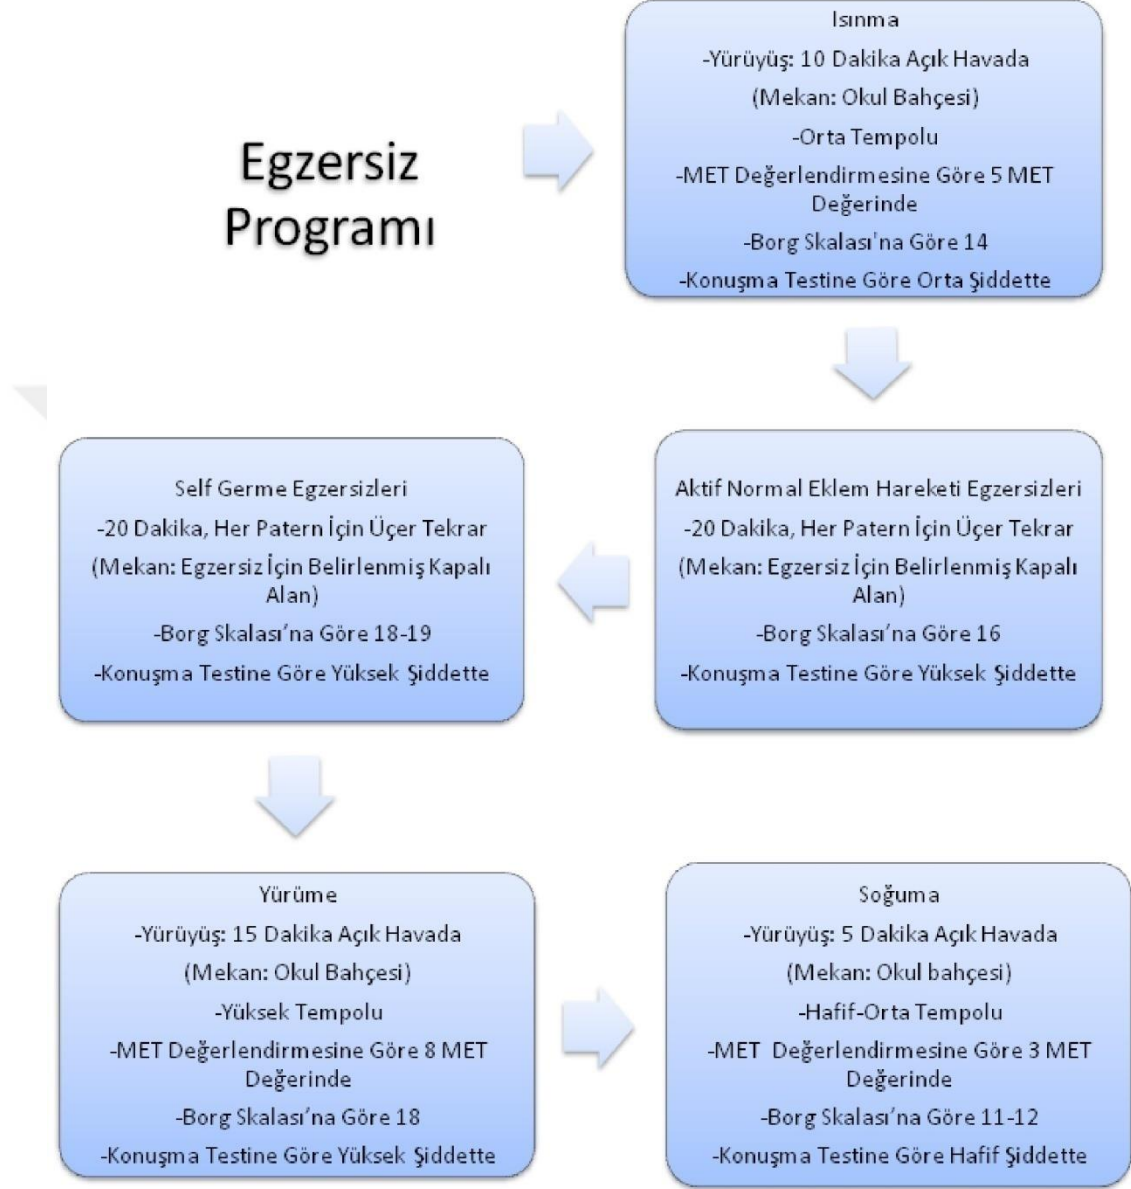 Egzersiz
Programı
Isınma
-Yürüyüş: 10 Dakika Açık Havada
(Mekan: Okul Bahçesi)
-Orta Tempolu
-MET Değerlendirmesine Göre 5 MET
Değerinde
-Borg Skalası'na Göre 14
-Konuşma Testine Göre Orta Şiddette
Aktif Normal Eklem Hareketi Egzersizleri
-20 Dakika, Her Patern İçin Üçer Tekrar
(Mekan: Egzersiz İçin Belirlenmiş Kapalı
Alan)
-Borg Skalası'na Göre 16
-Konuşma Testine Göre Yüksek Şiddette
Self Germe Egzersizleri
-20 Dakika, Her Patern İçin Üçer Tekrar
(Mekan: Egzersiz İçin Belirlenmiş Kapalı
Alan)
-Borg Skalası'na Göre 18-19
-Konuşma Testine Göre Yüksek Şiddette
Yürüme
-Yürüyüş: 15 Dakika Açık Havada
(Mekan: Okul Bahçesi)
-Yüksek Tempolu
-MET Değerlendirmesine Göre 8 MET
Değerinde
-Borg Skalası'na Göre 18
-Konuşma Testine Göre Yüksek Şiddette
Soğuma
-Yürüyüş: 5 Dakika Açık Havada
(Mekan: Okul bahçesi)
-Hafif-Orta Tempolu
-MET Değerlendirmesine Göre 3 MET
Değerinde
-Borg Skalası'na Göre 11-12
-Konuşma Testine Göre Hafif Şiddette